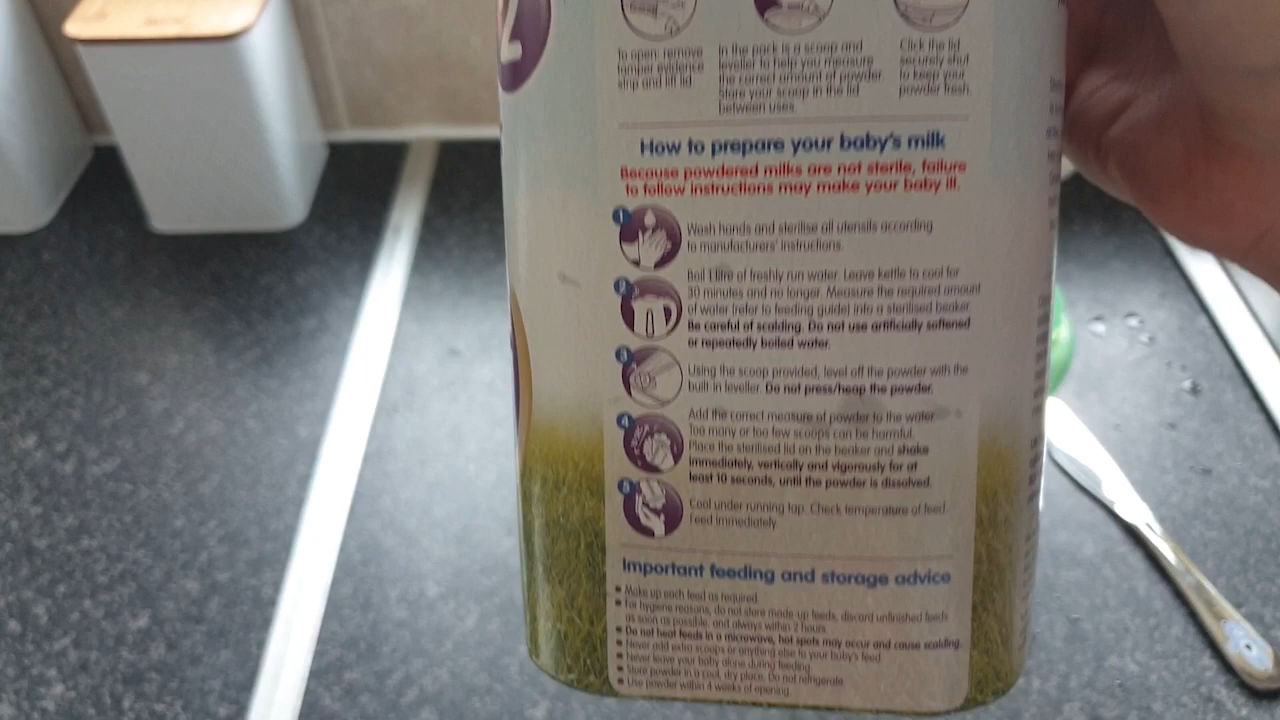 2
To open: remove
tamper evidence
strip and lift lid
In the pack is a scoop and
leveller to help you measure
the correct amount of powder
Store your scoop in the lid
between uses.
Click the lid
securely shut
to keep your
powder fresh.
How to prepare your baby's milk
Because powdered milks are not sterile, failure
to follow instructions may make your baby ill.
1
Wash hands and sterilise all utensils according
to manufacturers' instructions.
2
Boil 1 litre of freshly run water. Leave kettle to cool for
30 minutes and no longer. Measure the required amount
of water (refer to feeding guide) into a sterilised beaker
Be careful of scalding. Do not use artificially softened
or repeatedly boiled water.
3
Using the scoop provided, level off the powder with the
built in leveller. Do not press/heap the powder.
4
Add the correct measure of powder to the water
Too many or too few scoops can be harmful.
Place the sterilised lid on the beaker and shake
immediately, vertically and vigorously for at
least 10 seconds, until the powder is dissolved.
5
Cool under running tap. Check temperature of feed
Feed immediately
Important feeding and storage advice
• Make up each feed as required
• For hygiene reasons, do not store made up feeds, discard unfinished feeds
as soon as possible, and always within 2 hours
• Do not heat feeds in a microwave, hot spots may occur and cause scalding.
• Never add extra scoops or anything else to your baby's feed
• Never leave your baby alone during feeding
• Store powder in a cool, dry place. Do not refrigerate
• Use powder within 4 weeks of opening.